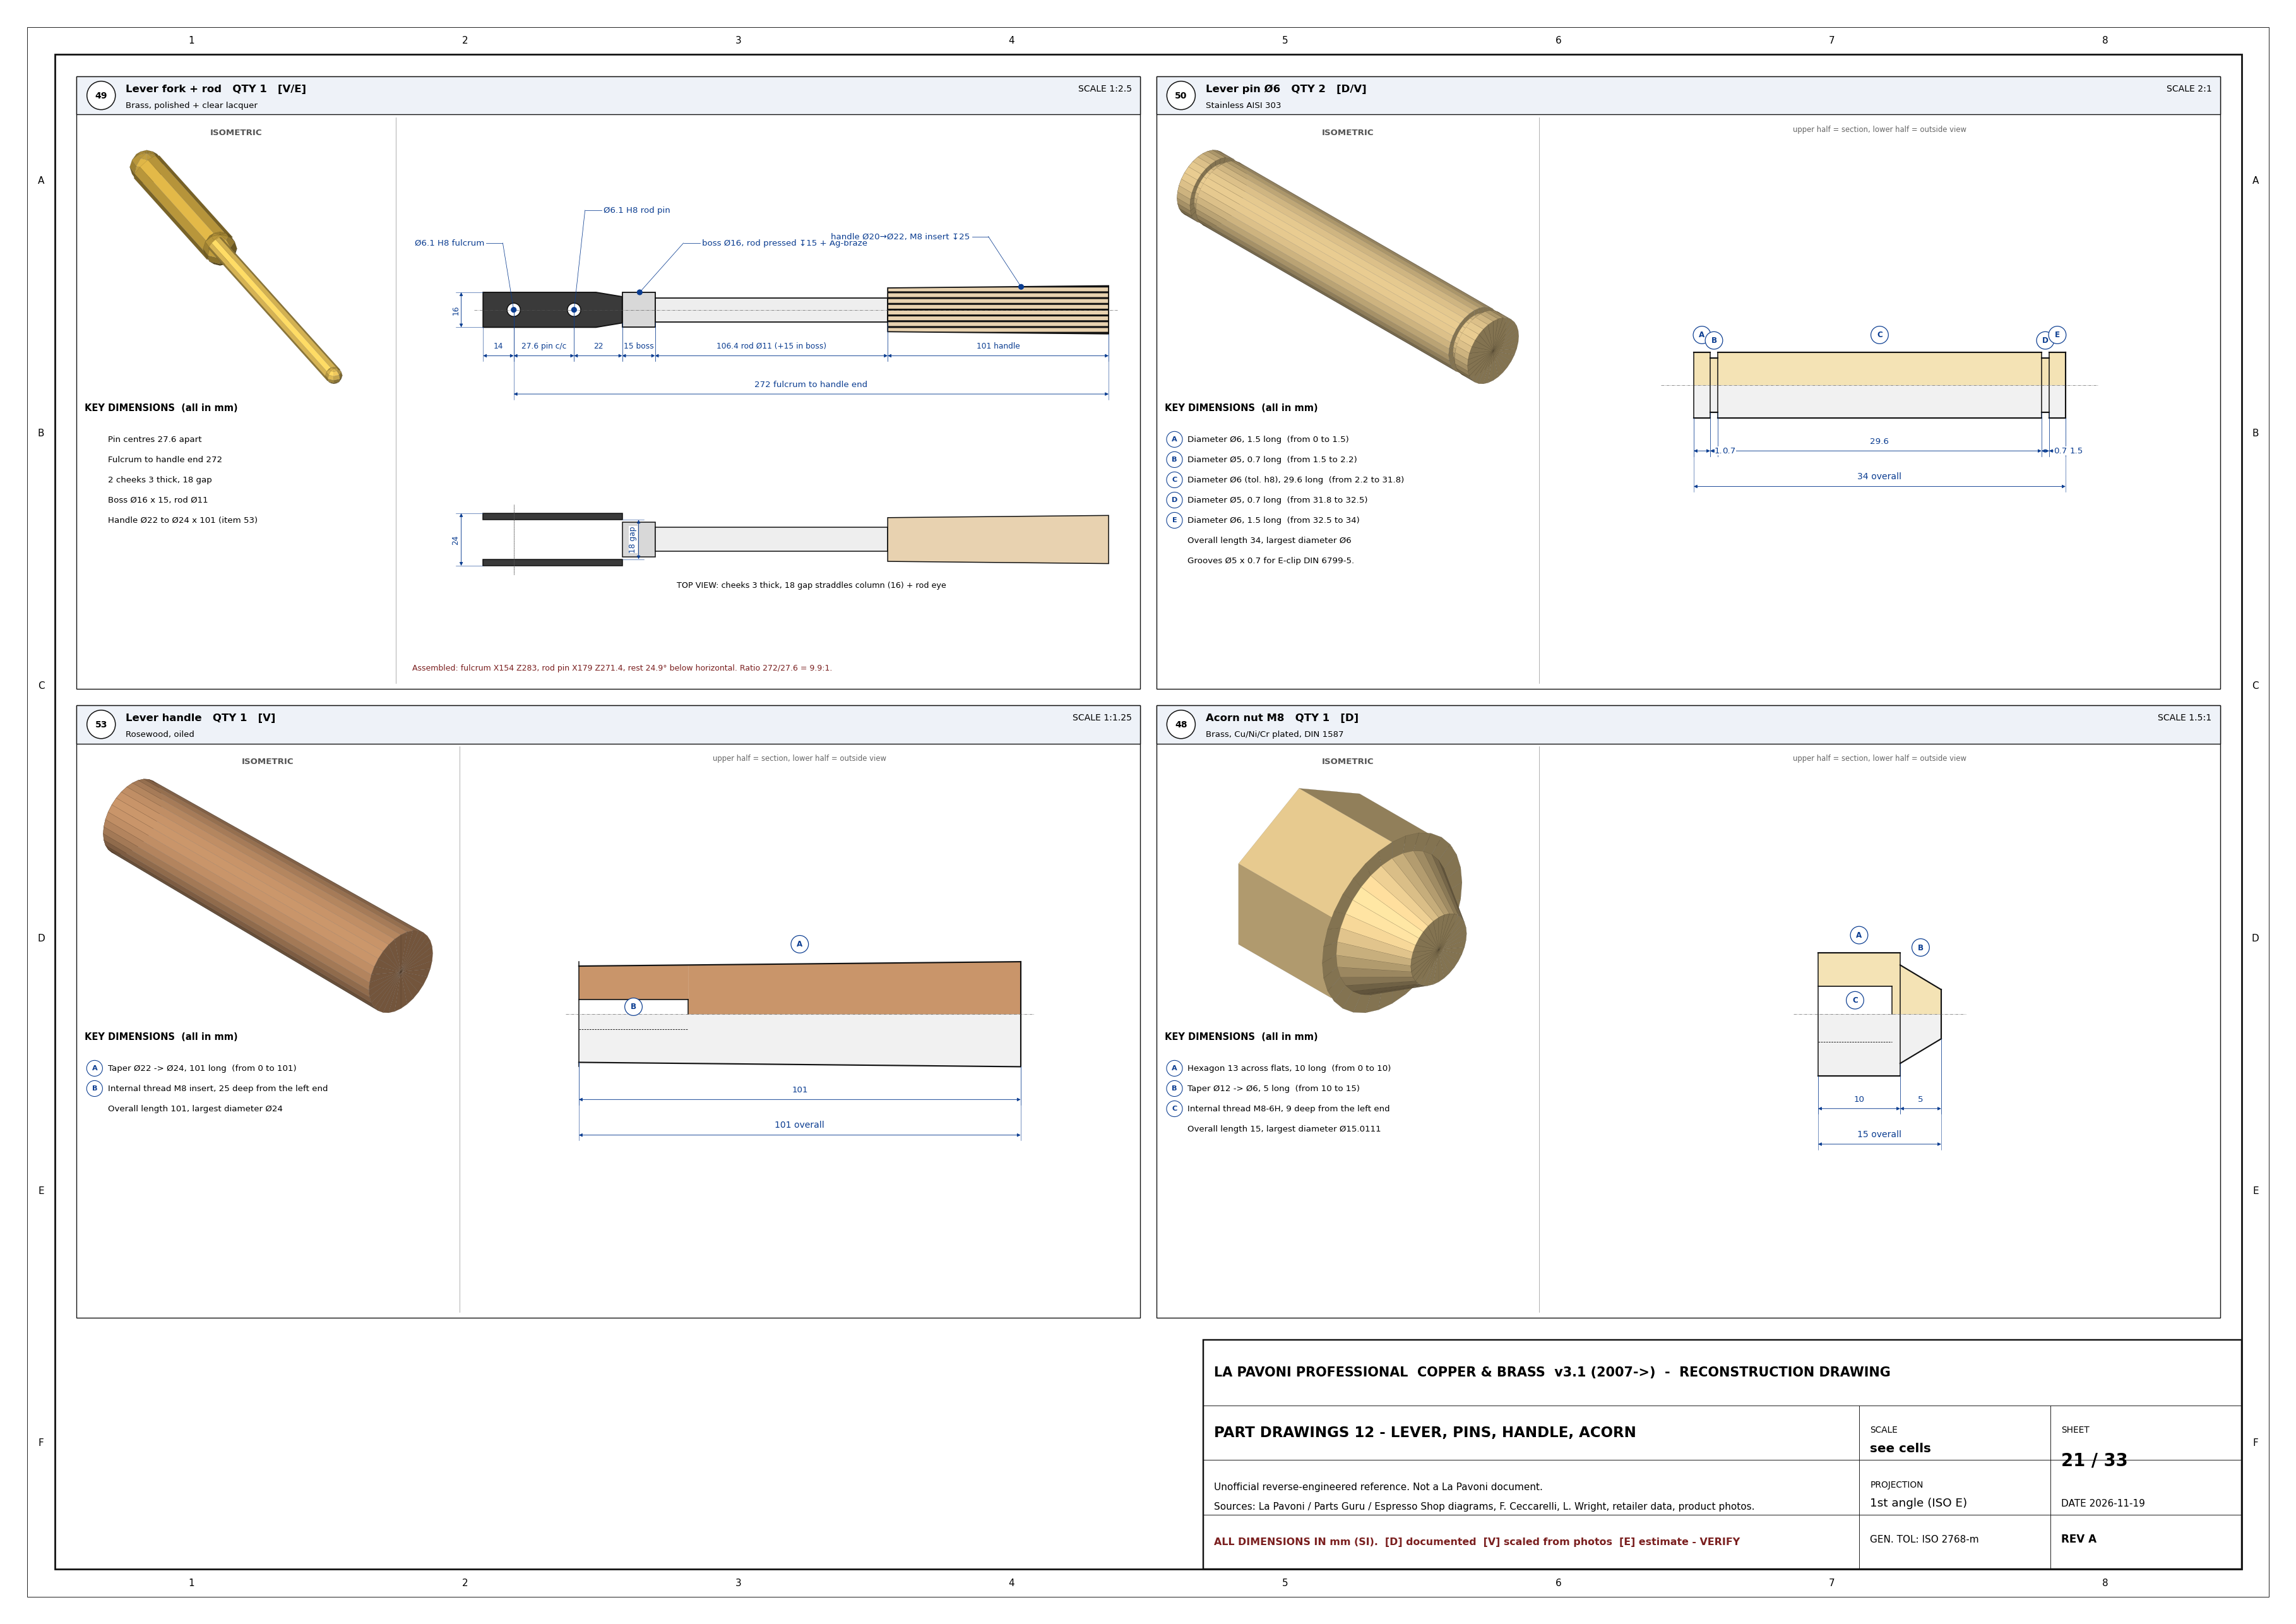 1 2 3 4 5 6 7 8
A A
B B
C C
D D
E E
F F
49 Lever fork + rod QTY 1 [V/E]
Brass, polished + clear lacquer
SCALE 1:2.5
ISOMETRIC
Ø6.1 H8 rod pin
Ø6.1 H8 fulcrum
boss Ø16, rod pressed ↧15 + Ag-braze
handle Ø20→Ø22, M8 insert ↧25
16
14 27.6 pin c/c 22 15 boss 106.4 rod Ø11 (+15 in boss) 101 handle
272 fulcrum to handle end
KEY DIMENSIONS (all in mm)
Pin centres 27.6 apart
Fulcrum to handle end 272
2 cheeks 3 thick, 18 gap
Boss Ø16 x 15, rod Ø11
Handle Ø22 to Ø24 x 101 (item 53)
24
18 gap
TOP VIEW: cheeks 3 thick, 18 gap straddles column (16) + rod eye
Assembled: fulcrum X154 Z283, rod pin X179 Z271.4, rest 24.9° below horizontal. Ratio 272/27.6 = 9.9:1.
50 Lever pin Ø6 QTY 2 [D/V]
Stainless AISI 303
SCALE 2:1
ISOMETRIC
upper half = section, lower half = outside view
A B C D E
29.6
1. 0.7 0.7 1.5
34 overall
KEY DIMENSIONS (all in mm)
A Diameter Ø6, 1.5 long (from 0 to 1.5)
B Diameter Ø5, 0.7 long (from 1.5 to 2.2)
C Diameter Ø6 (tol. h8), 29.6 long (from 2.2 to 31.8)
D Diameter Ø5, 0.7 long (from 31.8 to 32.5)
E Diameter Ø6, 1.5 long (from 32.5 to 34)
Overall length 34, largest diameter Ø6
Grooves Ø5 x 0.7 for E-clip DIN 6799-5.
53 Lever handle QTY 1 [V]
Rosewood, oiled
SCALE 1:1.25
ISOMETRIC
upper half = section, lower half = outside view
A
B
101
101 overall
KEY DIMENSIONS (all in mm)
A Taper Ø22 -> Ø24, 101 long (from 0 to 101)
B Internal thread M8 insert, 25 deep from the left end
Overall length 101, largest diameter Ø24
48 Acorn nut M8 QTY 1 [D]
Brass, Cu/Ni/Cr plated, DIN 1587
SCALE 1.5:1
ISOMETRIC
upper half = section, lower half = outside view
A
B
C
10 5
15 overall
KEY DIMENSIONS (all in mm)
A Hexagon 13 across flats, 10 long (from 0 to 10)
B Taper Ø12 -> Ø6, 5 long (from 10 to 15)
C Internal thread M8-6H, 9 deep from the left end
Overall length 15, largest diameter Ø15.0111
LA PAVONI PROFESSIONAL COPPER & BRASS v3.1 (2007->) - RECONSTRUCTION DRAWING
PART DRAWINGS 12 - LEVER, PINS, HANDLE, ACORN
SCALE
see cells
SHEET
21 / 33
Unofficial reverse-engineered reference. Not a La Pavoni document.
Sources: La Pavoni / Parts Guru / Espresso Shop diagrams, F. Ceccarelli, L. Wright, retailer data, product photos.
PROJECTION
1st angle (ISO E)
DATE 2026-11-19
ALL DIMENSIONS IN mm (SI). [D] documented [V] scaled from photos [E] estimate - VERIFY
GEN. TOL: ISO 2768-m
REV A
1 2 3 4 5 6 7 8